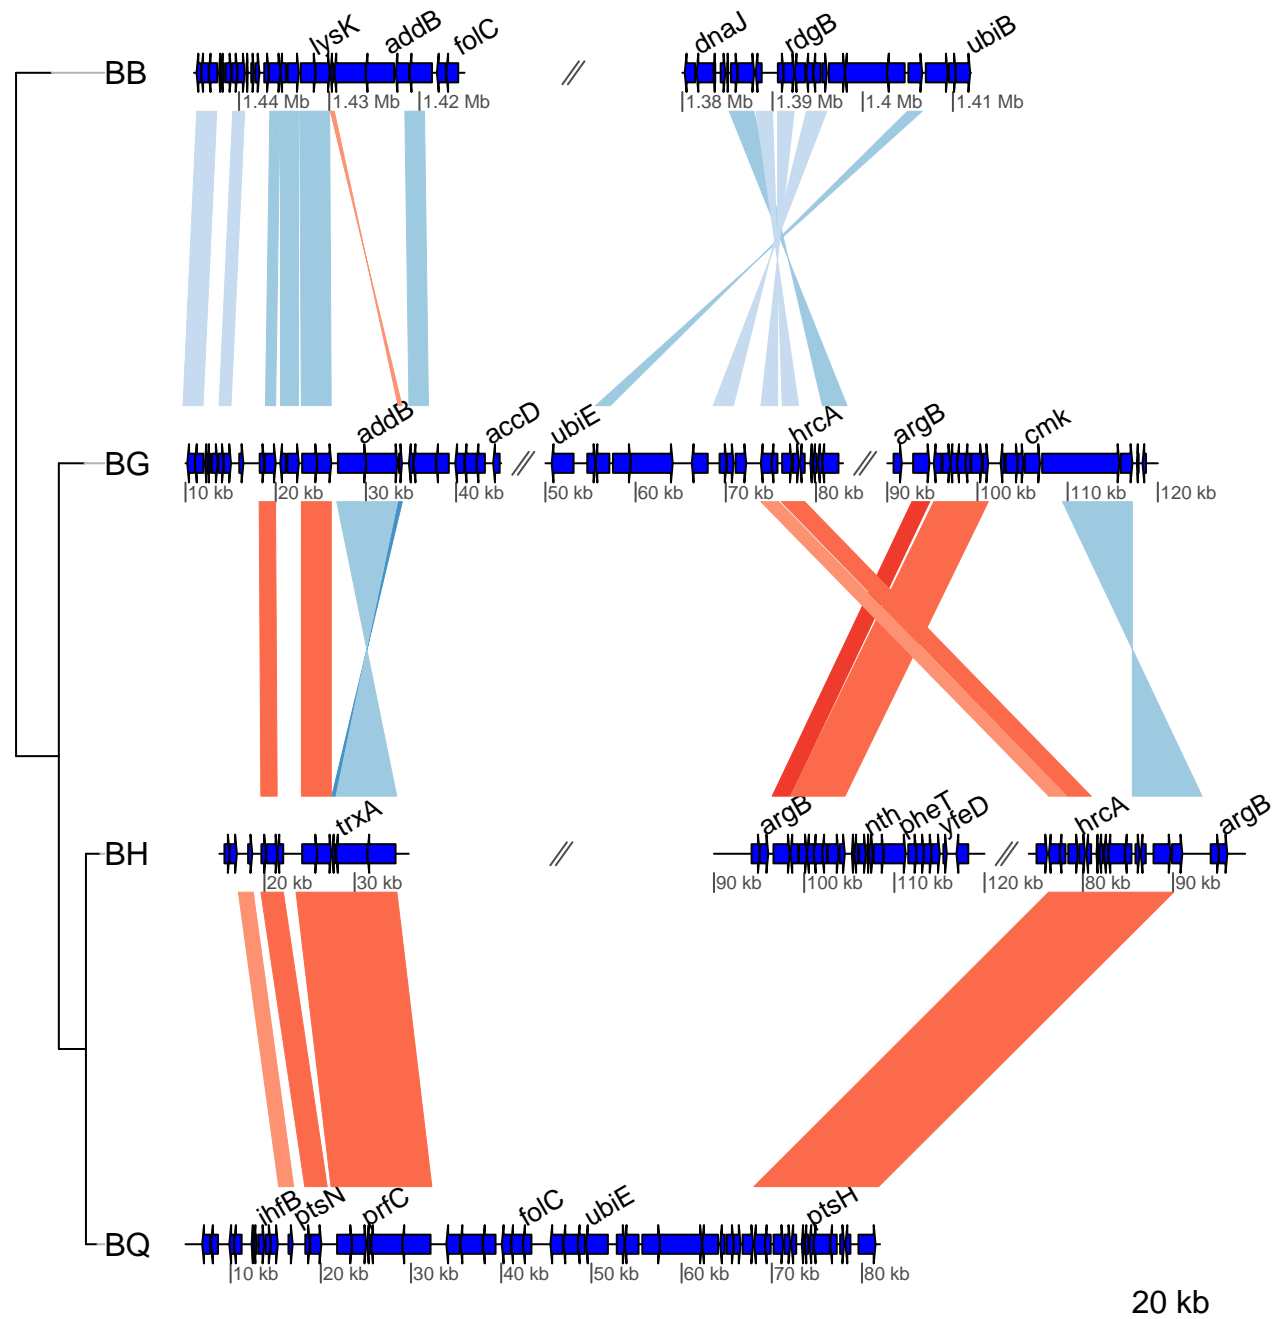 lysK addB folC dnaJ rdgB ubiB
BB
1.44 Mb 1.43 Mb 1.42 Mb 1.38 Mb 1.39 Mb 1.4 Mb 1.41 Mb
addB accD ubiE hrcA argB cmk
BG
10 kb 20 kb 30 kb 40 kb 50 kb 60 kb 70 kb 80 kb 90 kb 100 kb 110 kb 120 kb
trxA argB nth pheT yfeD hrcA argB
BH
20 kb 30 kb 90 kb 100 kb 110 kb 120 kb 80 kb 90 kb
ihfB ptsN prfC folC ubiE ptsH
BQ
10 kb 20 kb 30 kb 40 kb 50 kb 60 kb 70 kb 80 kb
20 kb